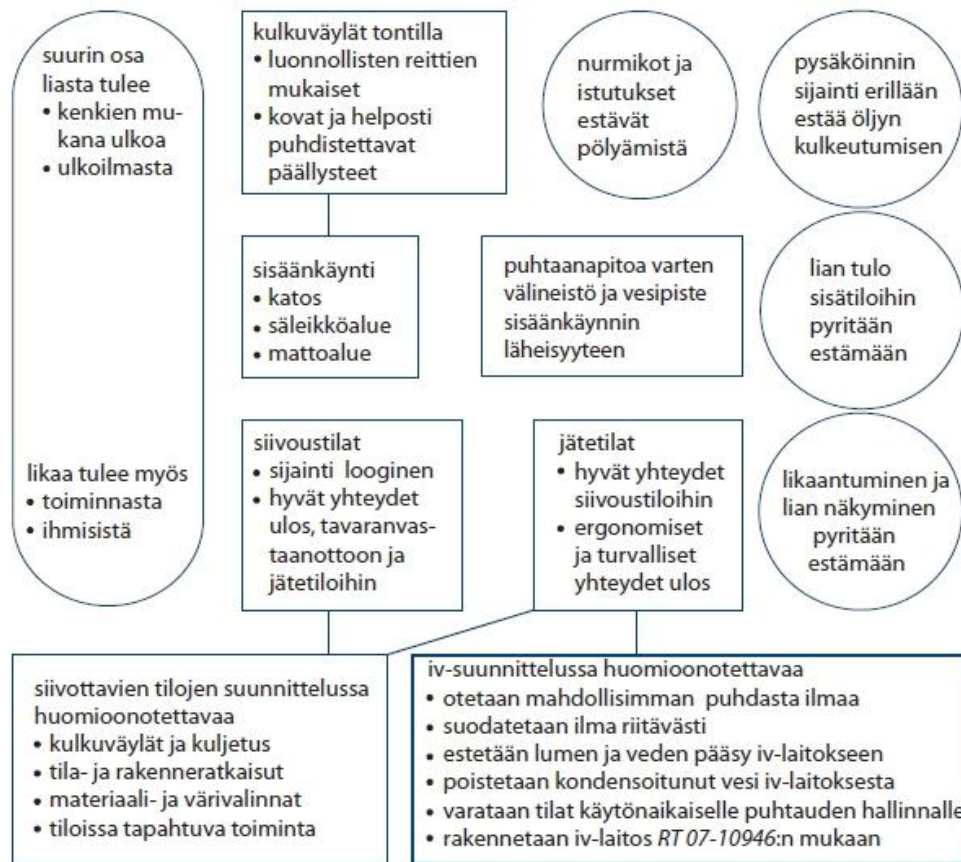 suurin osa
liasta tulee
• kenkien mu-
kana ulkoa
• ulkoilmasta
likaa tulee myös
• toiminnasta
• ihmisistä
kulkuväylät tontilla
• luonnollisten reittien
mukaiset
• kovat ja helposti
puhdistettavat
päällysteet
nurmikot ja
istutukset
estävät
pölyämistä
pysäköinnin
sijainti erillään
estää öljyn
kulkeutumisen
sisäänkäynti
• katos
• säleikköalue
• mattoalue
puhtaanapitoa varten
välineistö ja vesipiste
sisäänkäynnin
läheisyyteen
lian tulo
sisätiloihin
pyritään
estämään
siivoustilat
• sijainti looginen
• hyvät yhteydet
ulos, tavaranvas-
taanottoon ja
jätetiloihin
jätetilat
• hyvät yhteydet
siivoustiloihin
• ergonomiset
ja turvalliset
yhteydet ulos
likaantuminen ja
lian näkyminen
pyritään
estämään
siivottavien tilojen suunnittelussa
huomioonotettavaa
• kulkuväylät ja kuljetus
• tila- ja rakenneratkaisut
• materiaali- ja värivalinnat
• tiloissa tapahtuva toiminta
iv-suunnittelussa huomioonotettavaa
• otetaan mahdollisimman puhdasta ilmaa
• suodatetaan ilma riitävästi
• estetään lumen ja veden pääsy iv-laitokseen
• poistetaan kondensoitunut vesi iv-laitoksesta
• varataan tilat käytönaikaiselle puhtauden hallinnalle
• rakennetaan iv-laitos RT 07-10946:n mukaan